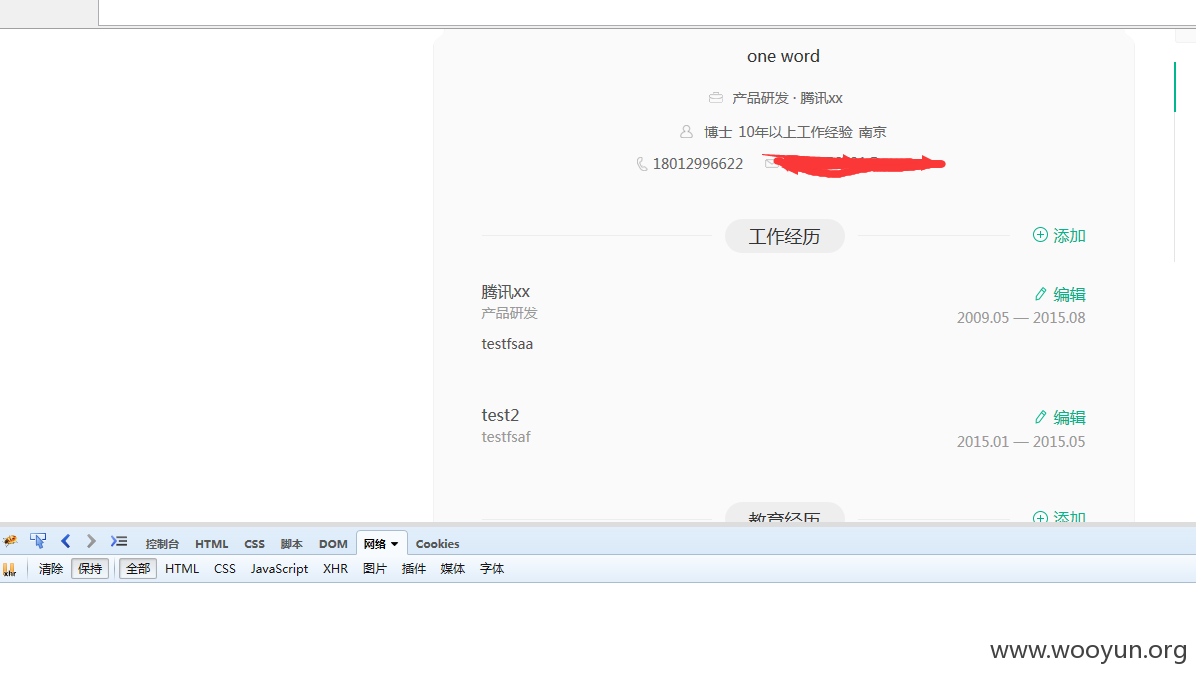 one word
产品研发 · 腾讯xx
博士 10年以上工作经验 南京
18012996622
工作经历
添加
腾讯xx
编辑
产品研发
2009.05 — 2015.08
testfsaa
test2
编辑
testfsaf
2015.01 — 2015.05
教育经历
添加
控制台 HTML CSS 脚本 DOM 网络 Cookies
xhr 清除 保持 全部 HTML CSS JavaScript XHR 图片 插件 媒体 字体
www.wooyun.org